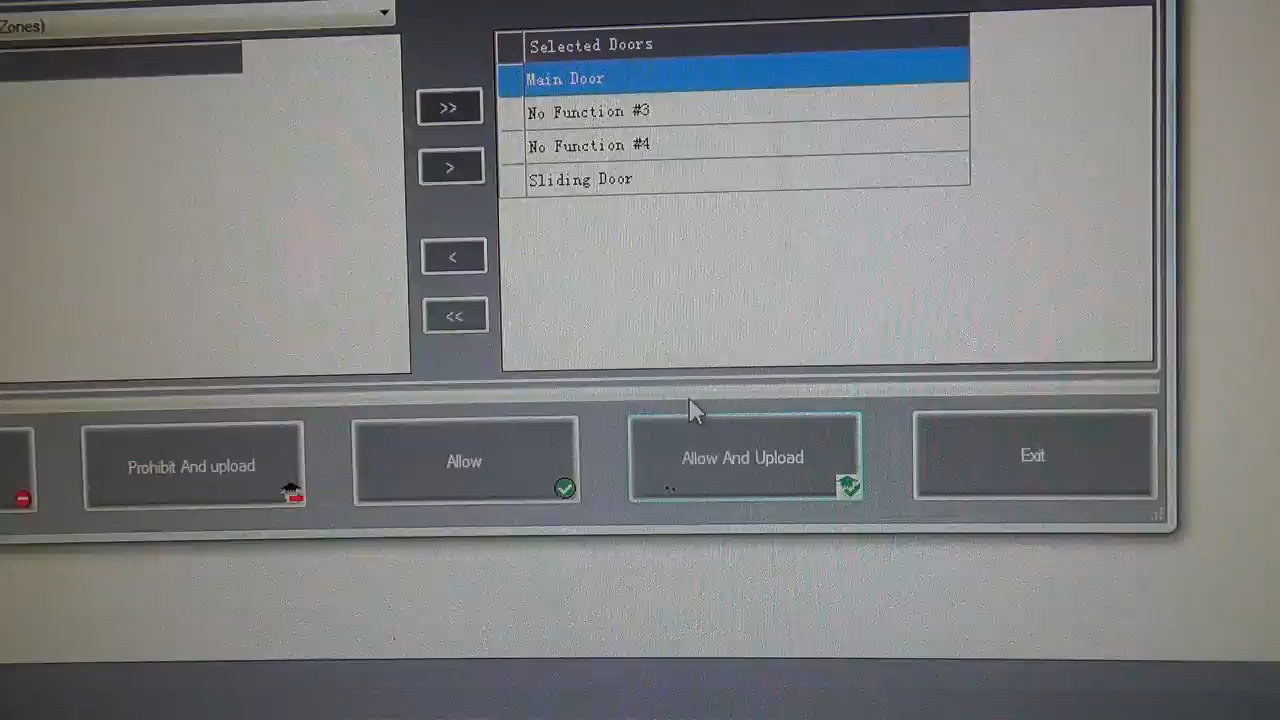 Zones)
Selected Doors
Main Door
No Function #3
No Function #4
Sliding Door
>>
>
<
<<
Prohibit And upload
Allow
Allow And Upload
Exit